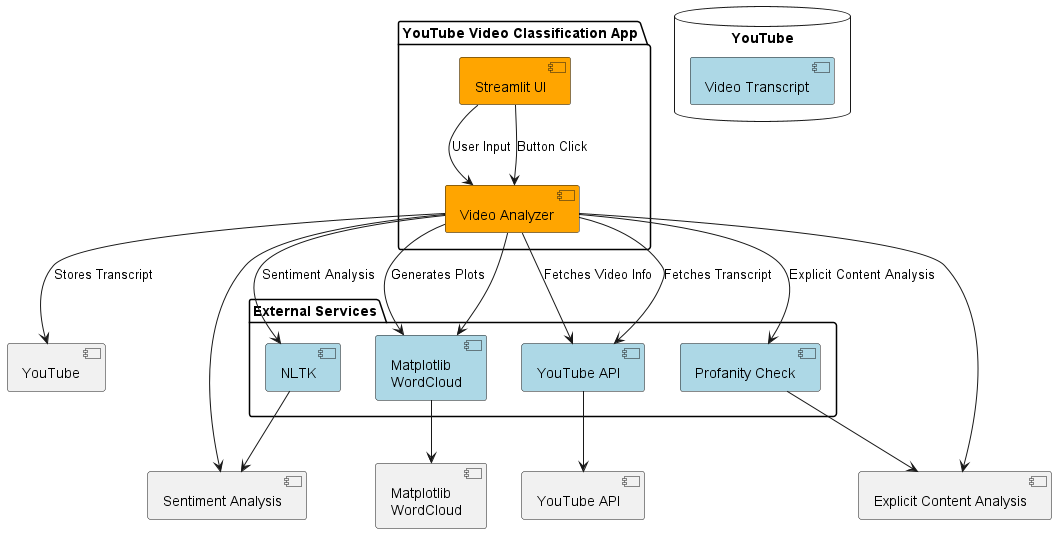 YouTube Video Classification App
YouTube
Streamlit UI
Video Transcript
User Input
Button Click
Video Analyzer
Stores Transcript
Sentiment Analysis
Generates Plots
Fetches Video Info
Fetches Transcript
Explicit Content Analysis
External Services
YouTube
NLTK
Matplotlib
WordCloud
YouTube API
Profanity Check
Sentiment Analysis
Matplotlib
WordCloud
YouTube API
Explicit Content Analysis